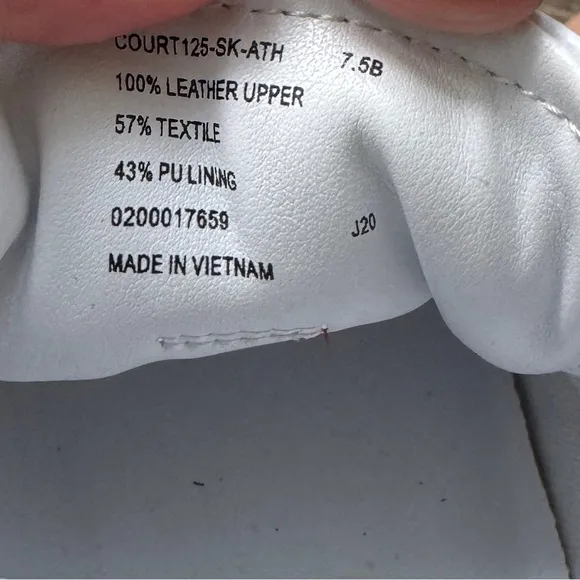 COURT125-SK-ATH 7.5B
100% LEATHER UPPER
57% TEXTILE
43% PU LINING
0200017659 J20
MADE IN VIETNAM